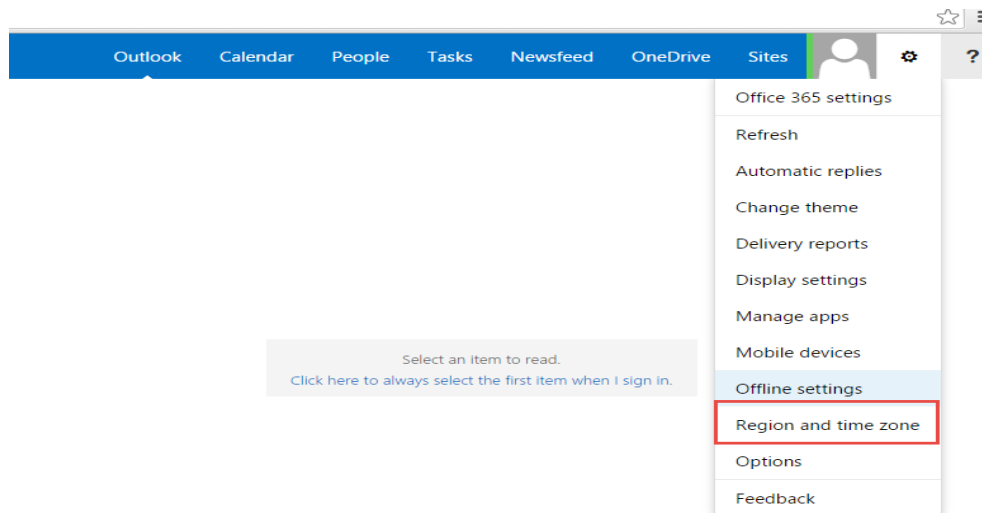 Outlook Calendar People Tasks Newsfeed OneDrive Sites ?
Office 365 settings
Refresh
Automatic replies
Change theme
Delivery reports
Display settings
Manage apps
Mobile devices
Offline settings
Region and time zone
Options
Feedback
Select an item to read.
Click here to always select the first item when I sign in.